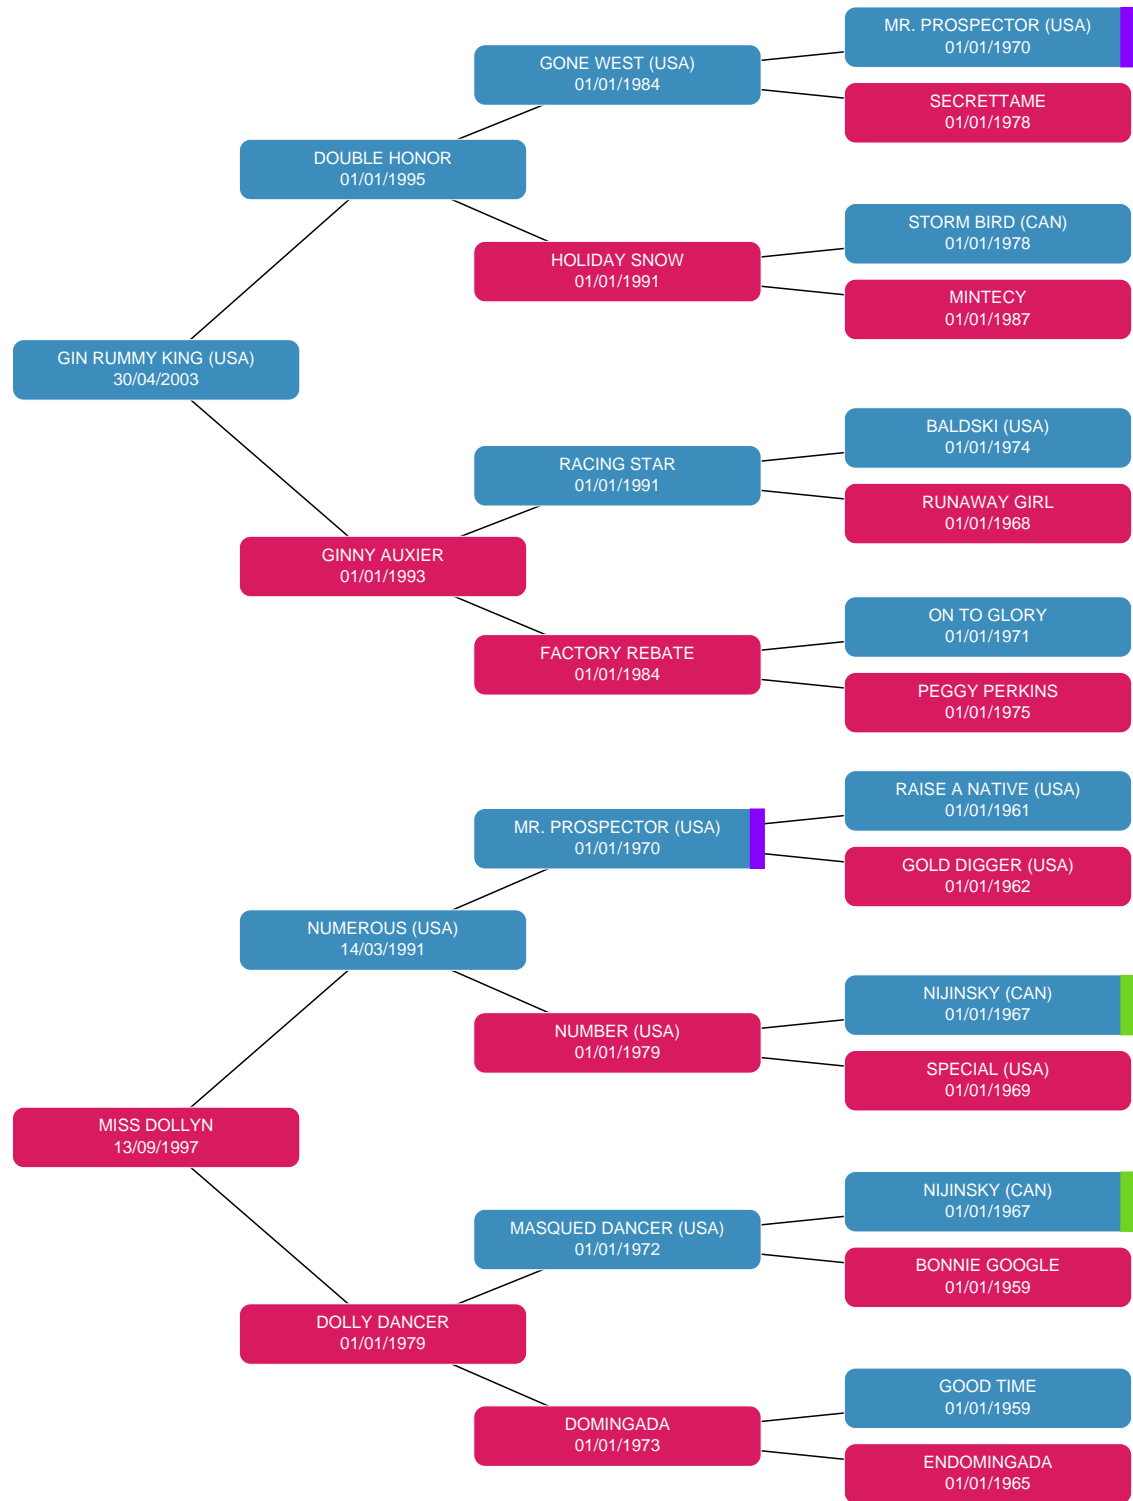 MR. PROSPECTOR (USA)
01/01/1970
GONE WEST (USA)
01/01/1984
SECRETTAME
01/01/1978
DOUBLE HONOR
01/01/1995
STORM BIRD (CAN)
01/01/1978
HOLIDAY SNOW
01/01/1991
MINTECY
01/01/1987
GIN RUMMY KING (USA)
30/04/2003
BALDSKI (USA)
01/01/1974
RACING STAR
01/01/1991
RUNAWAY GIRL
01/01/1968
GINNY AUXIER
01/01/1993
ON TO GLORY
01/01/1971
FACTORY REBATE
01/01/1984
PEGGY PERKINS
01/01/1975
RAISE A NATIVE (USA)
01/01/1961
MR. PROSPECTOR (USA)
01/01/1970
GOLD DIGGER (USA)
01/01/1962
NUMEROUS (USA)
14/03/1991
NIJINSKY (CAN)
01/01/1967
NUMBER (USA)
01/01/1979
SPECIAL (USA)
01/01/1969
MISS DOLLYN
13/09/1997
NIJINSKY (CAN)
01/01/1967
MASQUED DANCER (USA)
01/01/1972
BONNIE GOOGLE
01/01/1959
DOLLY DANCER
01/01/1979
GOOD TIME
01/01/1959
DOMINGADA
01/01/1973
ENDOMINGADA
01/01/1965